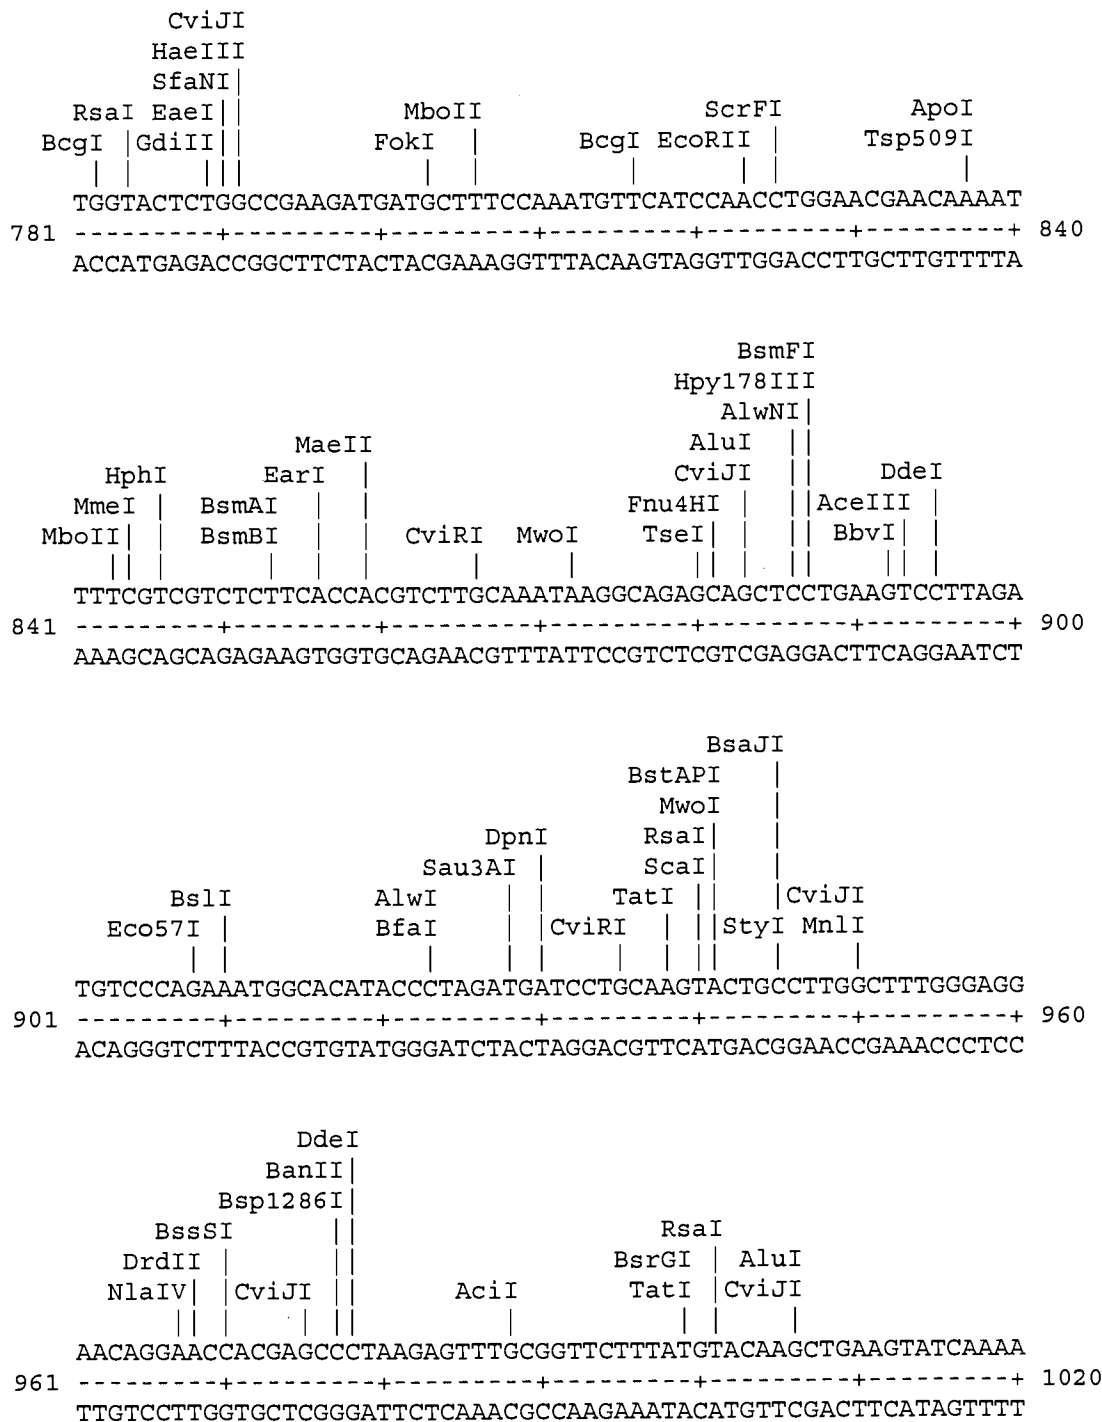 CviJI
HaeIII
SfaNI|
RsaI EaeI|| MboII ScrFI ApoI
BcgI | GdiII|| FokI | BcgI EcoRII | Tsp509I
TGGTACTCTGGCCGAAGATGATGCTTTCCAAATGTTCATCCAACCTGGAACGAACAAAAT
781 ---------+---------+---------+---------+---------+---------+ 840
ACCATGAGACCGGCTTCTACTACGAAAGGTTTACAAGTAGGTTGGACCTTGCTTGTTTTA
BsmFI
Hpy178III
AlwNI|
MaeII AluI ||
HphI EarI | CviJI || DdeI
MmeI | BsmAI | | Fnu4HI | || AceIII |
MboII| | BsmBI | | CviRI MwoI TseI| | || BbvI| |
TTTCGTCGTCTCTTCACCACGTCTTGCAAATAAGGCAGAGCAGCTCCTGAAGTCCTTAGA
841 ---------+---------+---------+---------+---------+---------+ 900
AAAGCAGCAGAGAAGTGGTGCAGAACGTTTATTCCGTCTCGTCGAGGACTTCAGGAATCT
BsaJI
BstAPI |
MwoI |
DpnI RsaI| |
Sau3AI | ScaI| |
BslI AlwI | | TatI || | CviJI
Eco57I | BfaI | | CviRI | || StyI MnlI
TGTCCCAGAAATGGCACATACCCTAGATGATCCTGCAAGTACTGCCTTGGCTTTGGGAGG
901 ---------+---------+---------+---------+---------+---------+ 960
ACAGGGTCTTTACCGTGTATGGGATCTACTAGGACGTTCATGACGGAACCGAAACCCTCC
DdeI
BanII|
Bsp1286I|
BssSI || RsaI
DrdII | || BsrGI | AluI
NlaIV| |CviJI || AciI TatI |CviJI
AACAGGAACCACGAGCCCTAAGAGTTTGCGGTTCTTTATGTACAAGCTGAAGTATCAAAA
961 ---------+---------+---------+---------+---------+---------+ 1020
TTGTCCTTGGTGCTCGGGATTCTCAAACGCCAAGAAATACATGTTCGACTTCATAGTTTT